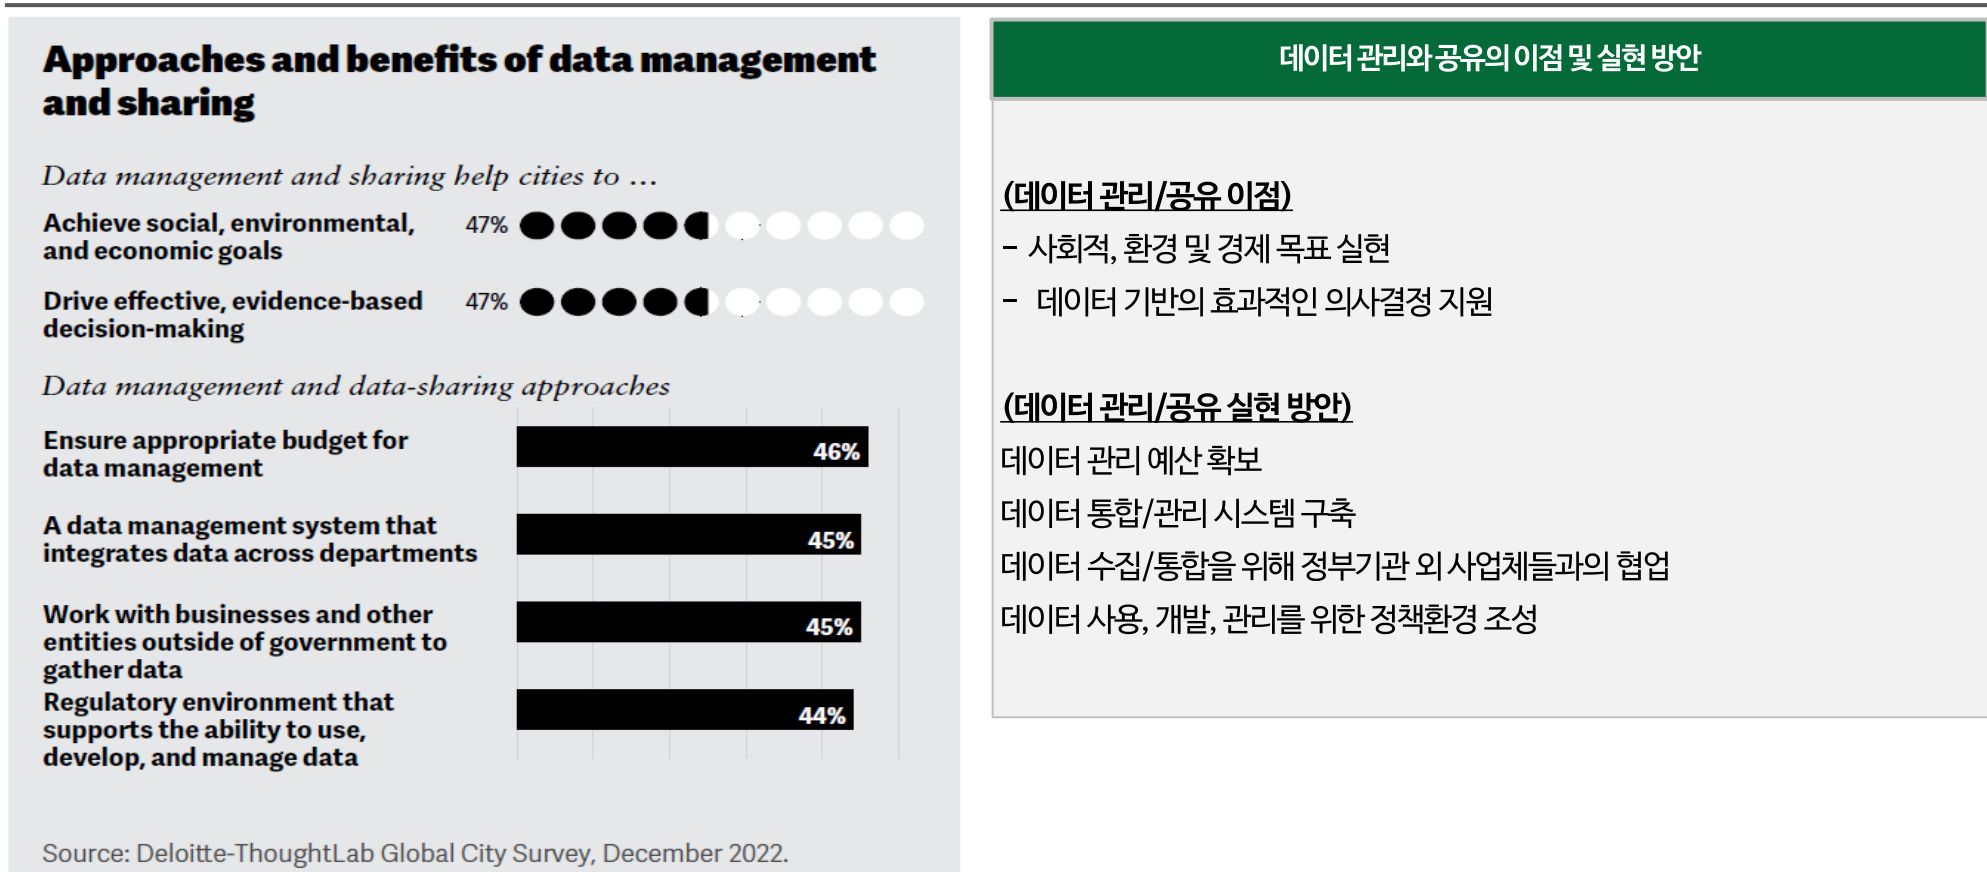 Approaches and benefits of data management
and sharing
Data management and sharing help cities to ...
Achieve social, environmental,
and economic goals
47%
Drive effective, evidence-based
decision-making
47%
Data management and data-sharing approaches
Ensure appropriate budget for
data management
46%
A data management system that
integrates data across departments
45%
Work with businesses and other
entities outside of government to
gather data
45%
Regulatory environment that
supports the ability to use,
develop, and manage data
44%
Source: Deloitte-ThoughtLab Global City Survey, December 2022.
데이터 관리와 공유의 이점 및 실현 방안
(데이터 관리/공유 이점)
- 사회적, 환경 및 경제 목표 실현
- 데이터 기반의 효과적인 의사결정 지원
(데이터 관리/공유 실현 방안)
데이터 관리 예산 확보
데이터 통합/관리 시스템 구축
데이터 수집/통합을 위해 정부기관 외 사업체들과의 협업
데이터 사용, 개발, 관리를 위한 정책환경 조성